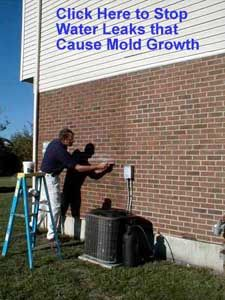 Click Here to Stop
Water Leaks that
Cause Mold Growth